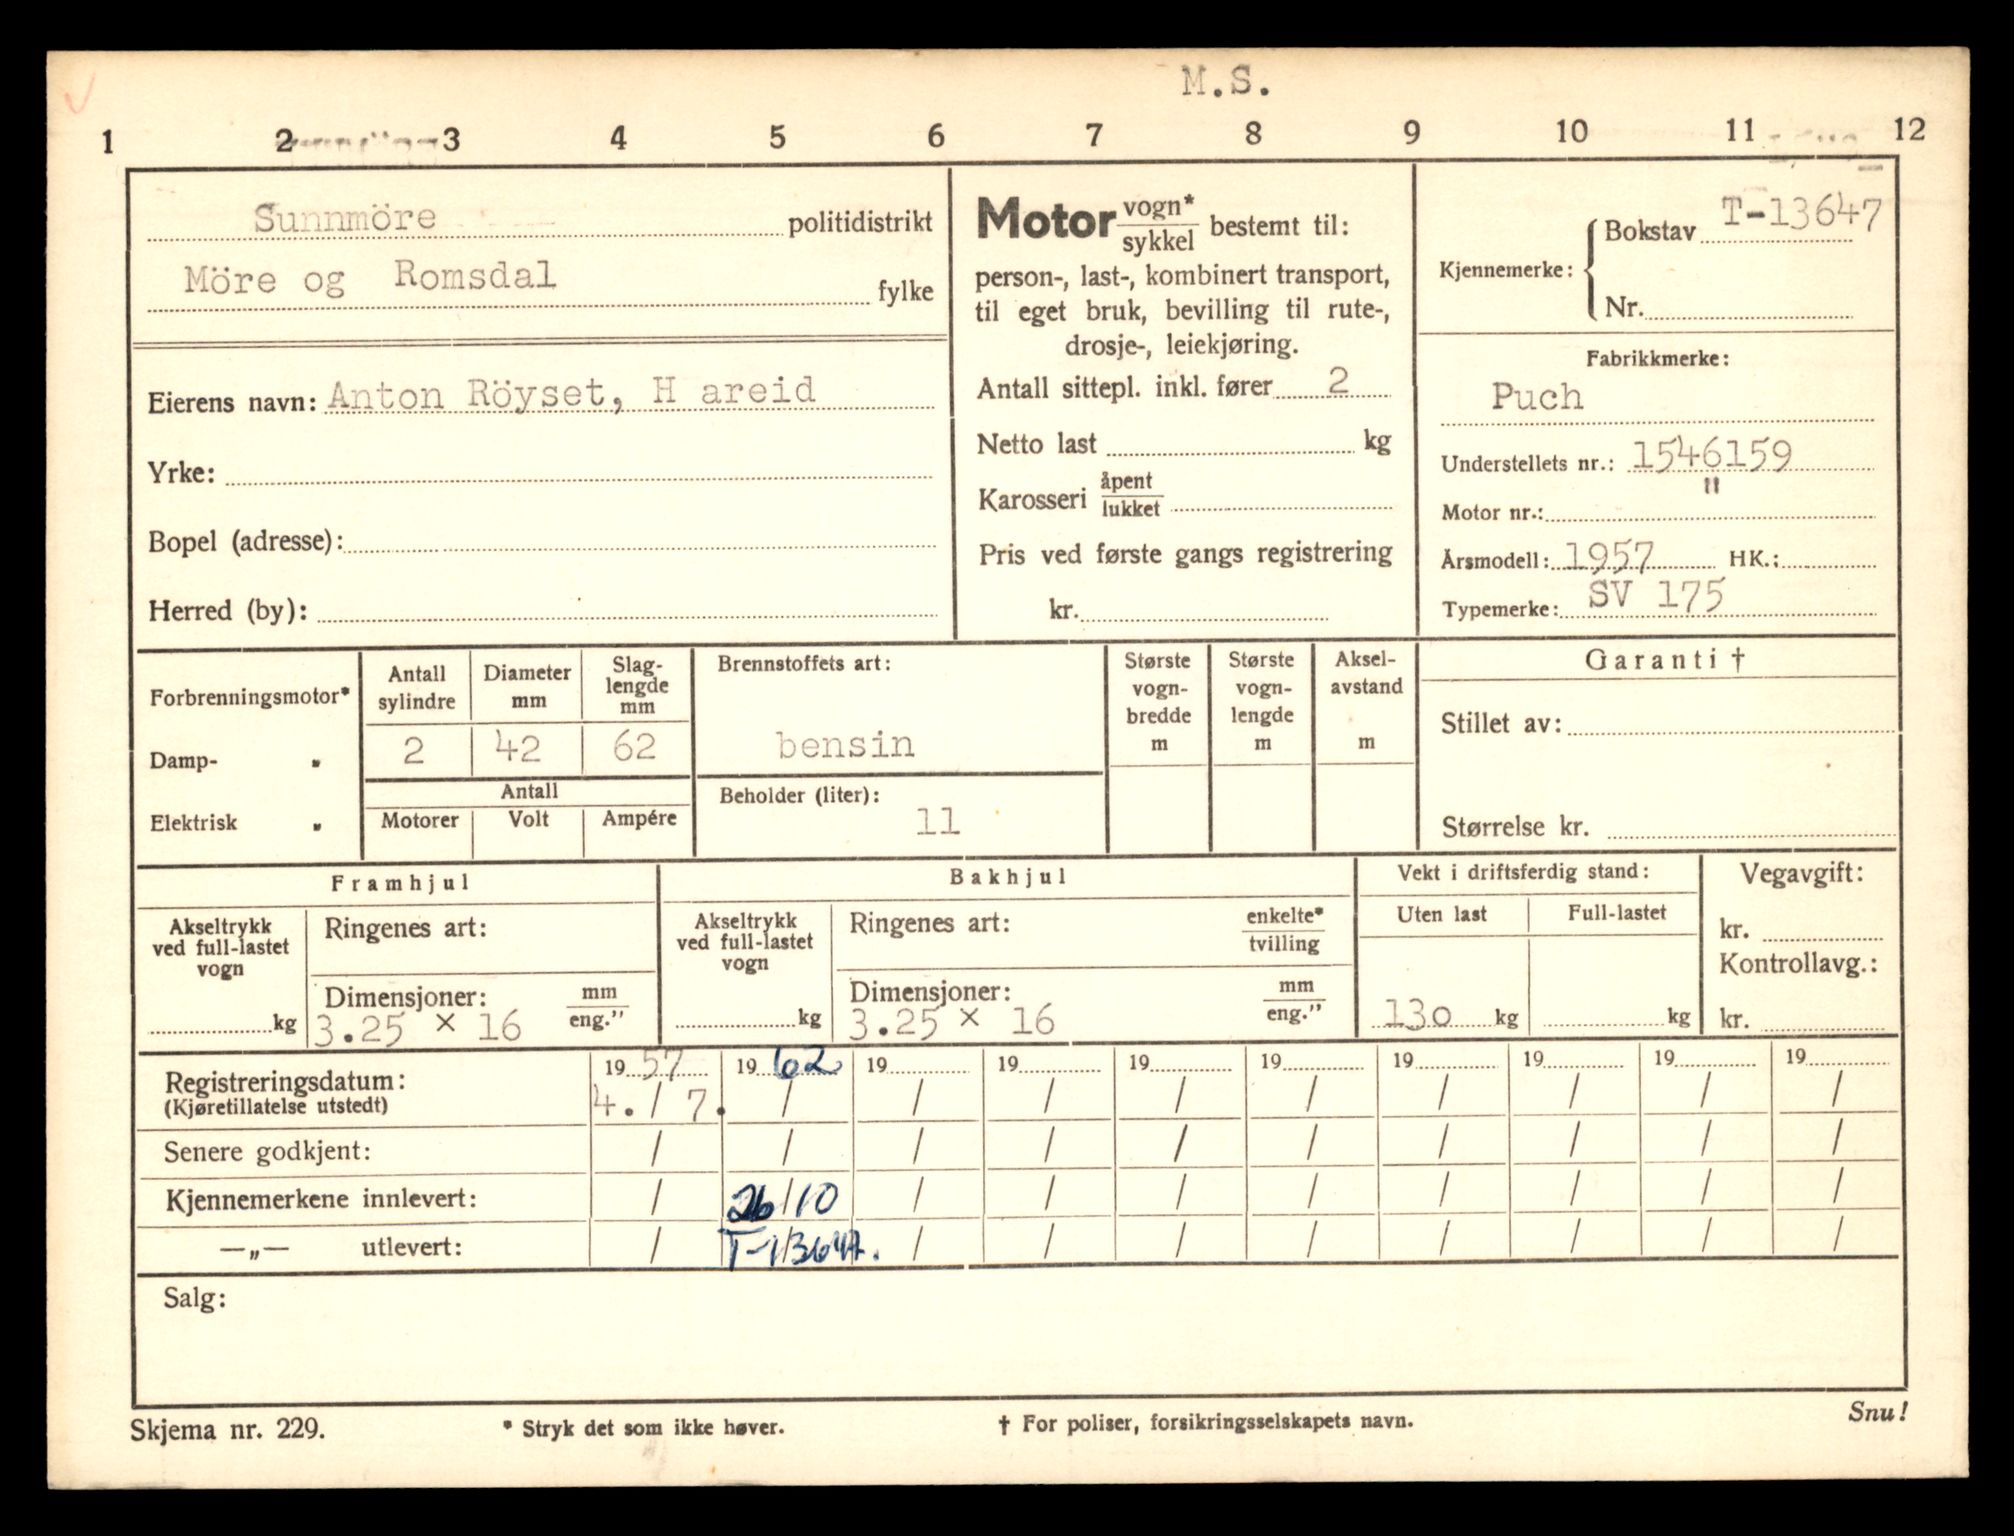 M.S.
1 2 3 4 5 6 7 8 9 10 11 12
Sunnmöre politidistrikt
Möre og Romsdal fylke
Eierens navn: Anton Röyset, H areid
Yrke:
Bopel (adresse):
Herred (by):
Motor vogn* / sykkel bestemt til:
person-, last-, kombinert transport,
til eget bruk, bevilling til rute-,
drosje-, leiekjøring.
Antall sittepl. inkl. fører 2
Netto last kg
Karosseri åpent / lukket
Pris ved første gangs registrering
kr.
Kjennemerke: { Bokstav T-13647
Nr.
Fabrikkmerke:
Puch
Understellets nr.: 1546159
Motor nr.: "
Årsmodell: 1957 HK.:
Typemerke: SV 175
Forbrenningsmotor*
Damp- "
Elektrisk "
Antall sylindre
Diameter mm
Slag-
lengde
mm
2 42 62
Antall
Motorer Volt Ampére
Brennstoffets art:
bensin
Beholder (liter):
11
Største
vogn-
bredde
m
Største
vogn-
lengde
m
Aksel-
avstand
m
Garanti †
Stillet av:
Størrelse kr.
Framhjul
Akseltrykk
ved full-lastet
vogn
kg
Ringenes art:
Dimensjoner: mm / eng."
3.25 × 16
Bakhjul
Akseltrykk
ved full-lastet
vogn
kg
Ringenes art: enkelte* / tvilling
Dimensjoner: mm / eng."
3.25 × 16
Vekt i driftsferdig stand:
Uten last Full-lastet
130 kg kg
Vegavgift:
kr.
Kontrollavg.:
kr.
19 57 19 62 19 19 19 19 19 19 19 19
Registreringsdatum: 4. / 7. / / / / / / / / /
(Kjøretillatelse utstedt)
Senere godkjent: / / / / / / / / / /
Kjennemerkene innlevert: / 26/10 / / / / / / / /
—„— utlevert: / T-13647. / / / / / / / /
Salg:
Skjema nr. 229. * Stryk det som ikke høver. † For poliser, forsikringsselskapets navn. Snu!